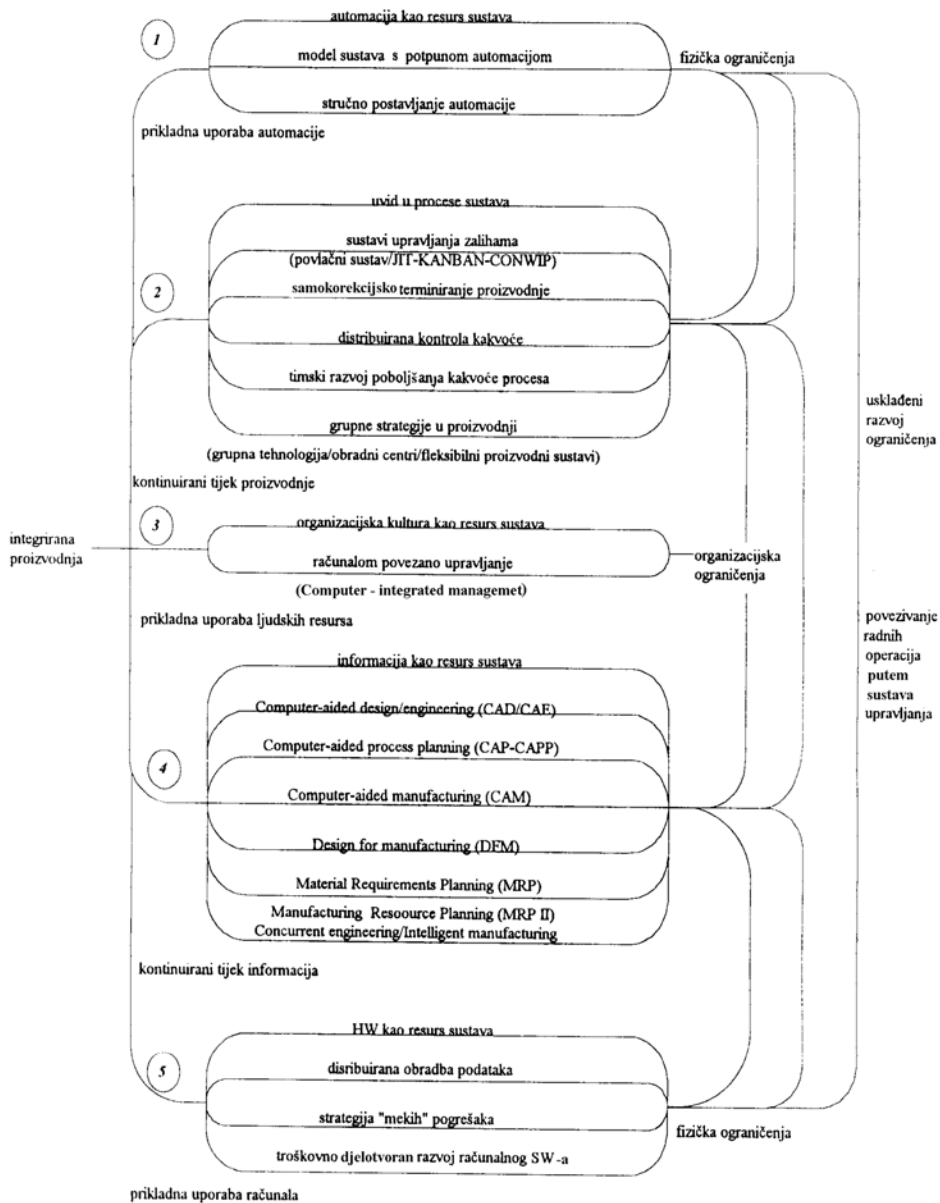 1
automacija kao resurs sustava
model sustava s potpunom automacijom
fizička ograničenja
stručno postavljanje automacije
prikladna uporaba automacije
uvid u procese sustava
sustavi upravljanja zalihama
(povlačni sustav/JIT-KANBAN-CONWIP)
2
samokorekcijsko terminiranje proizvodnje
distribuirana kontrola kakvoće
timski razvoj poboljšanja kakvoće procesa
grupne strategije u proizvodnji
(grupna tehnologija/obradni centri/fleksibilni proizvodni sustavi)
kontinuirani tijek proizvodnje
usklađeni
razvoj
ograničenja
3
organizacijska kultura kao resurs sustava
integrirana
proizvodnja
računalom povezano upravljanje
(Computer - integrated managemet)
organizacijska
ograničenja
prikladna uporaba ljudskih resursa
povezivanje
radnih
operacija
putem
sustava
upravljanja
informacija kao resurs sustava
Computer-aided design/engineering (CAD/CAE)
Computer-aided process planning (CAP-CAPP)
4
Computer-aided manufacturing (CAM)
Design for manufacturing (DFM)
Material Requirements Planning (MRP)
Manufacturing Resoource Planning (MRP II)
Concurrent engineering/Intelligent manufacturing
kontinuirani tijek informacija
HW kao resurs sustava
5
disribuirana obradba podataka
strategija "mekih" pogrešaka
fizička ograničenja
troškovno djelotvoran razvoj računalnog SW-a
prikladna uporaba računala